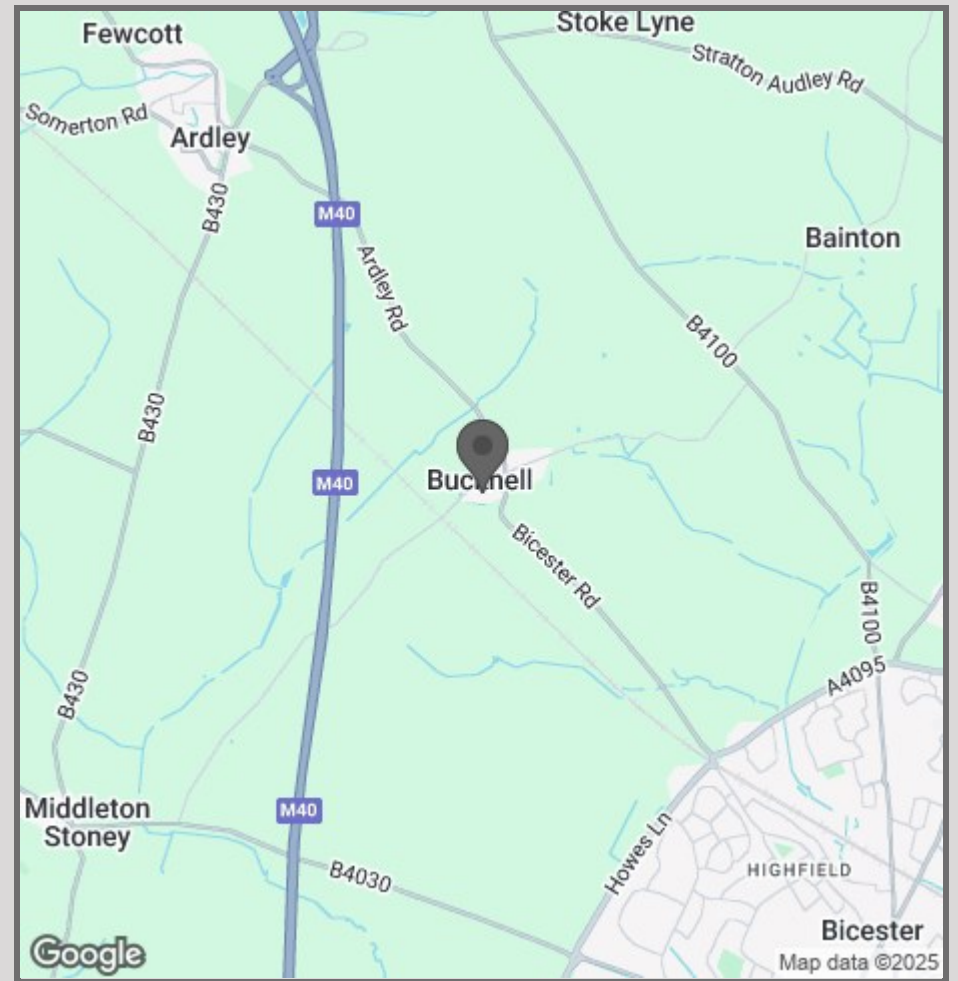 Stoke Lyne
Fewcott
Stratton Audley Rd
Somerton Rd
Ardley
B430
M40
Bainton
Ardley Rd
B4100
B430
Bucknell
M40
Bicester Rd
B4100
A4095
B430
Middleton
Stoney
M40
B4030
Howes Ln
HIGHFIELD
Bicester
Google
Map data ©2025